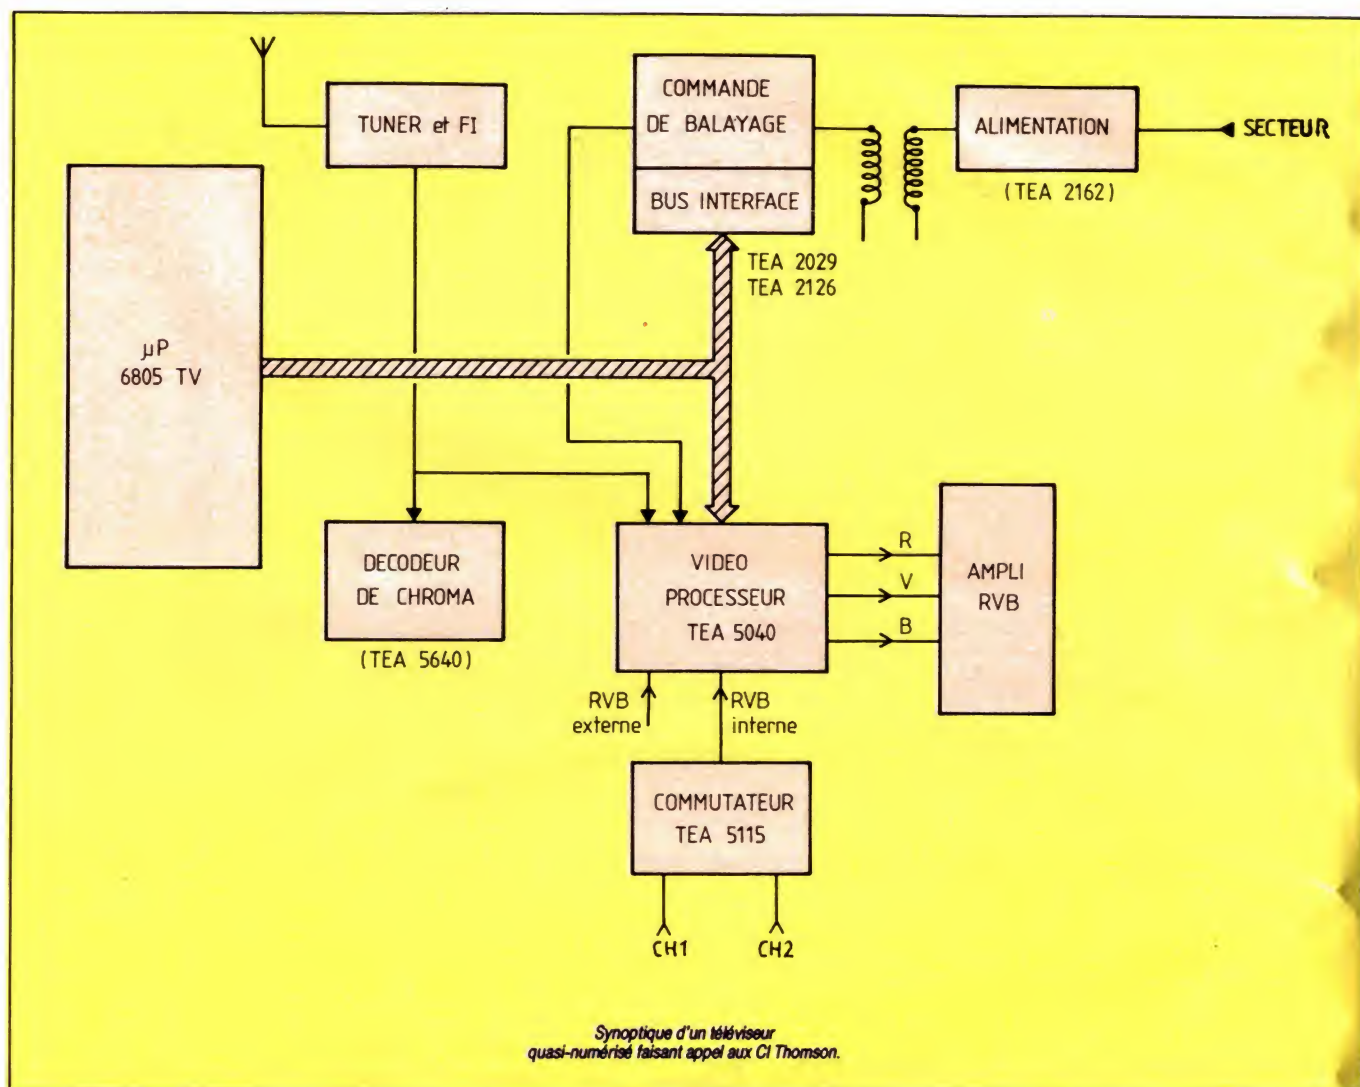 COMMANDE
DE BALAYAGE
BUS INTERFACE
TUNER et FI
ALIMENTATION
SECTEUR
(TEA 2162)
TEA 2029
TEA 2126
µP
6805 TV
DECODEUR
DE CHROMA
(TEA 5640)
VIDEO
PROCESSEUR
TEA 5040
R
V
B
AMPLI
RVB
RVB
externe
RVB
interne
COMMUTATEUR
TEA 5115
CH1
CH2
Synoptique d'un téléviseur
quasi-numérisé faisant appel aux CI Thomson.